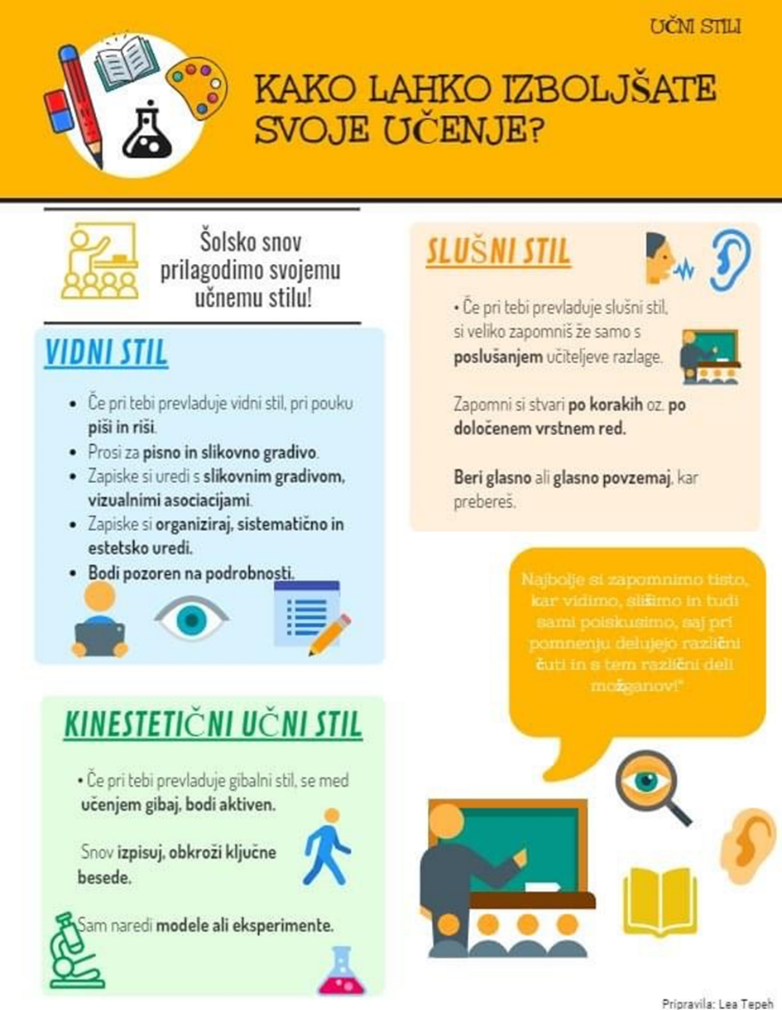 UČNI STILI
KAKO LAHKO IZBOLJŠATE
SVOJE UČENJE?
Šolsko snov
prilagodimo svojemu
učnemu stilu!
VIDNI STIL
• Če pri tebi prevladuje vidni stil, pri pouku
piši in riši.
• Prosi za pisno in slikovno gradivo.
• Zapiske si uredi s slikovnim gradivom,
vizualnimi asociacijami.
• Zapiske si organiziraj, sistematično in
estetsko uredi.
• Bodi pozoren na podrobnosti.
KINESTETIČNI UČNI STIL
• Če pri tebi prevladuje gibalni stil, se med
učenjem gibaj, bodi aktiven.
Snov izpisuj, obkroži ključne
besede.
Sam naredi modele ali eksperimente.
SLUŠNI STIL
• Če pri tebi prevladuje slušni stil,
si veliko zapomniš že samo s
poslušanjem učiteljeve razlage.
Zapomni si stvari po korakih oz. po
določenem vrstnem red.
Beri glasno ali glasno povzemaj, kar
prebereš.
Najbolje si zapomnimo tisto,
kar vidimo, slišimo in tudi
sami poiskusimo, saj pri
pomnenju delujejo različni
čuti in s tem različni deli
možganov!"
Pripravila: Lea Tepeh